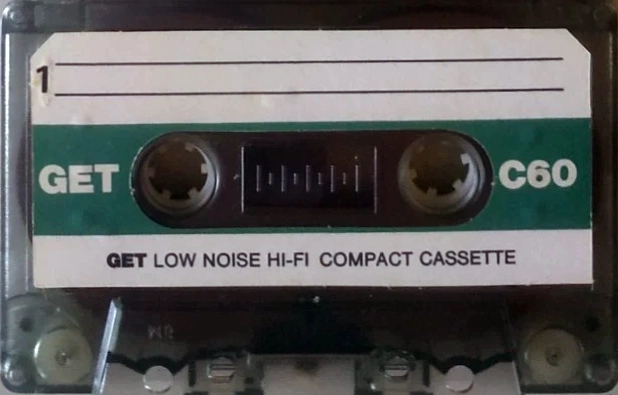 1
GET C60
GET LOW NOISE HI-FI COMPACT CASSETTE